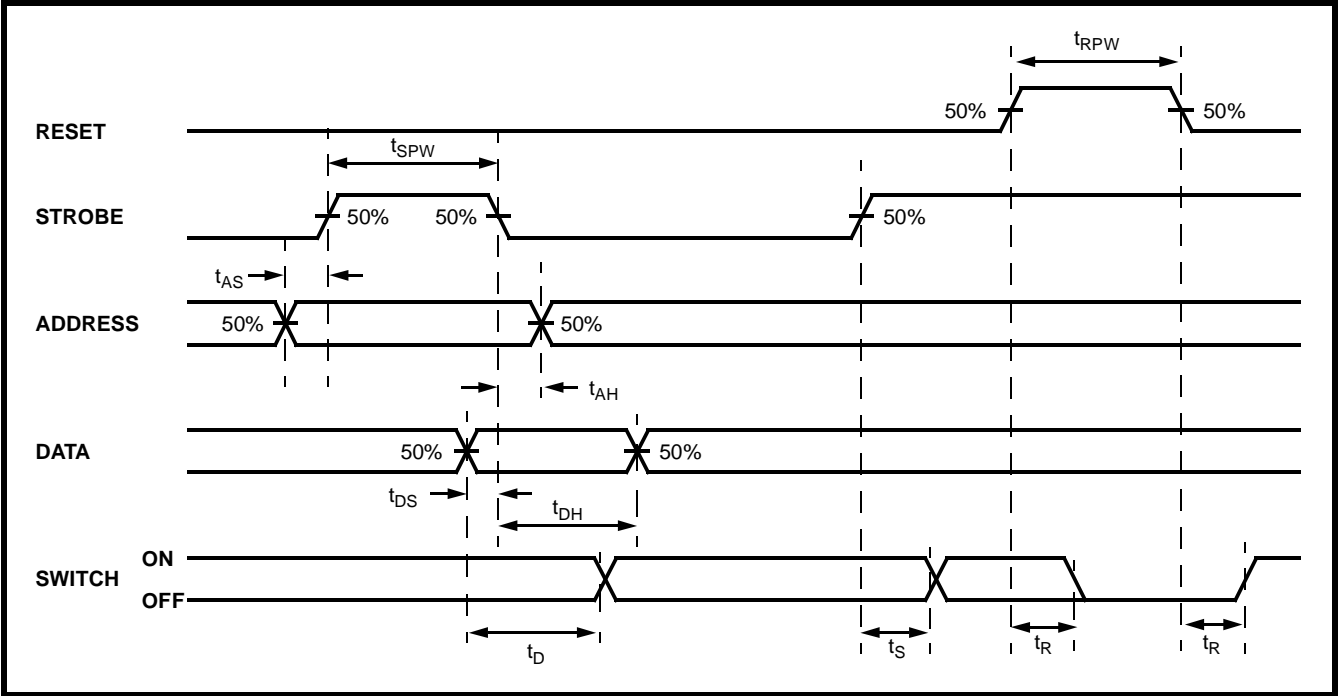 tRPW
50% 50%
RESET
tSPW
STROBE 50% 50% 50%
tAS
ADDRESS 50% 50%
tAH
DATA 50% 50%
tDS
tDH
ON
SWITCH
OFF
tD tS tR tR